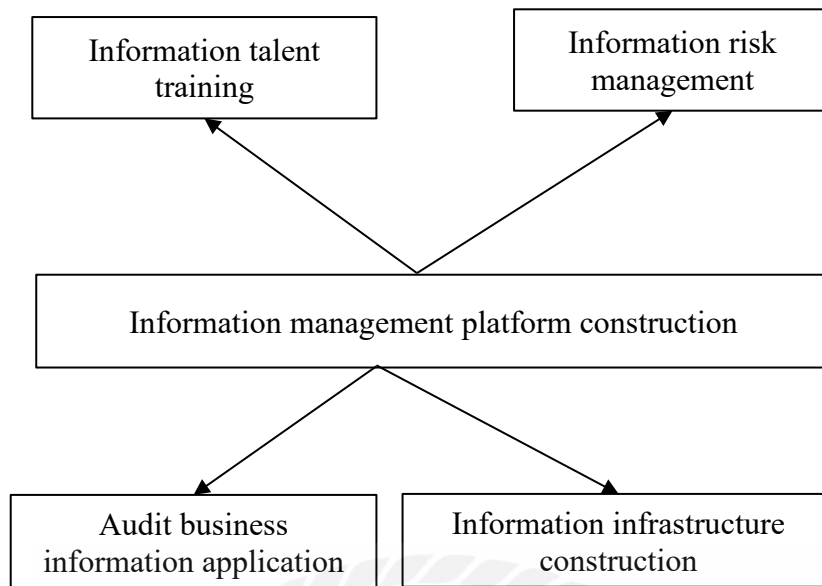 Information talent
training
Information risk
management
Information management platform construction
Audit business
information application
Information infrastructure
construction